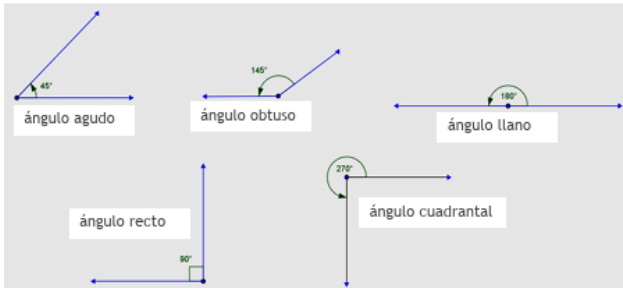 45°
ángulo agudo
145°
ángulo obtuso
180°
ángulo llano
90°
ángulo recto
270°
ángulo cuadrantal